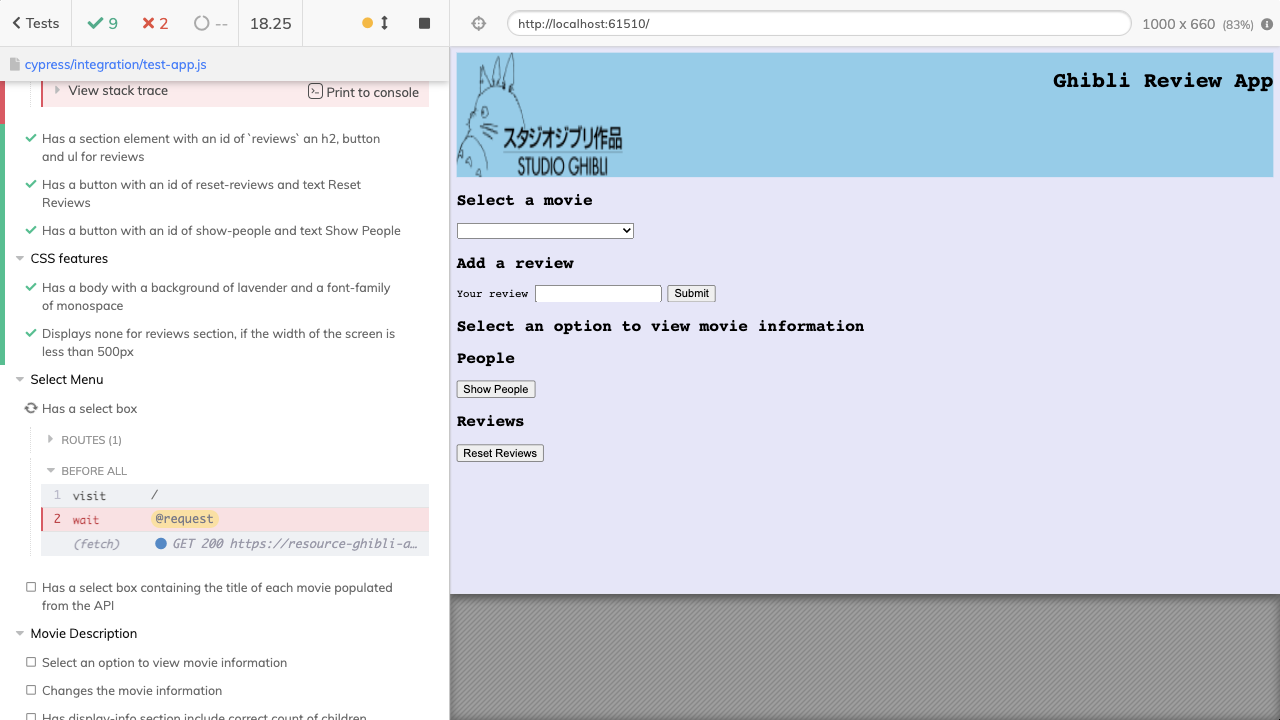 Tests
9
2
--
18.25
http://localhost:61510/
1000 x 660 (83%)
cypress/integration/test-app.js
View stack trace
Print to console
Has a section element with an id of `reviews` an h2, button
and ul for reviews
Has a button with an id of reset-reviews and text Reset
Reviews
Has a button with an id of show-people and text Show People
CSS features
Has a body with a background of lavender and a font-family
of monospace
Displays none for reviews section, if the width of the screen is
less than 500px
Select Menu
Has a select box
ROUTES (1)
BEFORE ALL
1 visit /
2 wait @request
(fetch) GET 200 https://resource-ghibli-a…
Has a select box containing the title of each movie populated
from the API
Movie Description
Select an option to view movie information
Changes the movie information
Has display-info section include correct count of children
Ghibli Review App
スタジオジブリ作品
STUDIO GHIBLI
Select a movie
Add a review
Your review
Submit
Select an option to view movie information
People
Show People
Reviews
Reset Reviews